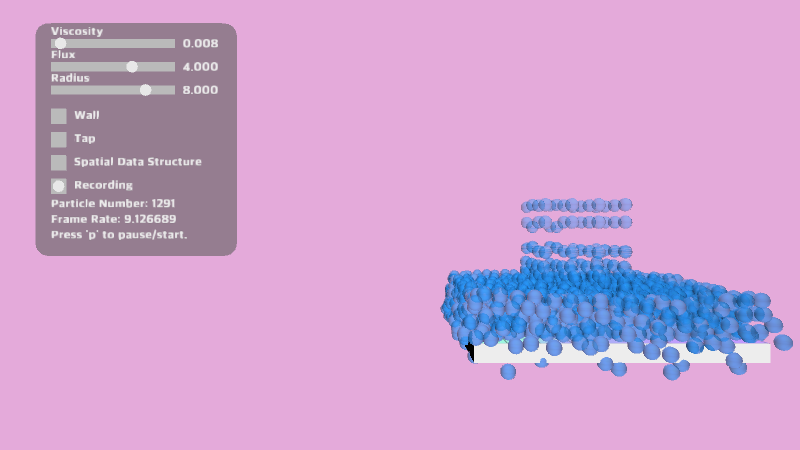 Viscosity
0.008
Flux
4.000
Radius
8.000
Wall
Tap
Spatial Data Structure
Recording
Particle Number: 1291
Frame Rate: 9.126689
Press 'p' to pause/start.